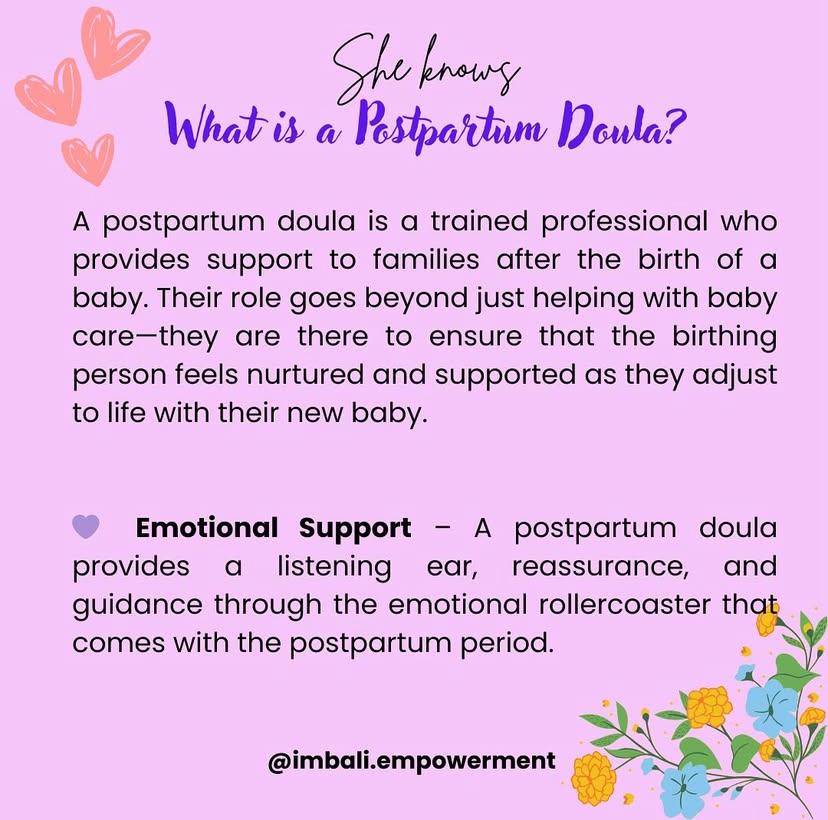 She knows
What is a Postpartum Doula?
A postpartum doula is a trained professional who
provides support to families after the birth of a
baby. Their role goes beyond just helping with baby
care—they are there to ensure that the birthing
person feels nurtured and supported as they adjust
to life with their new baby.
💜 Emotional Support – A postpartum doula
provides a listening ear, reassurance, and
guidance through the emotional rollercoaster that
comes with the postpartum period.
@imbali.empowerment